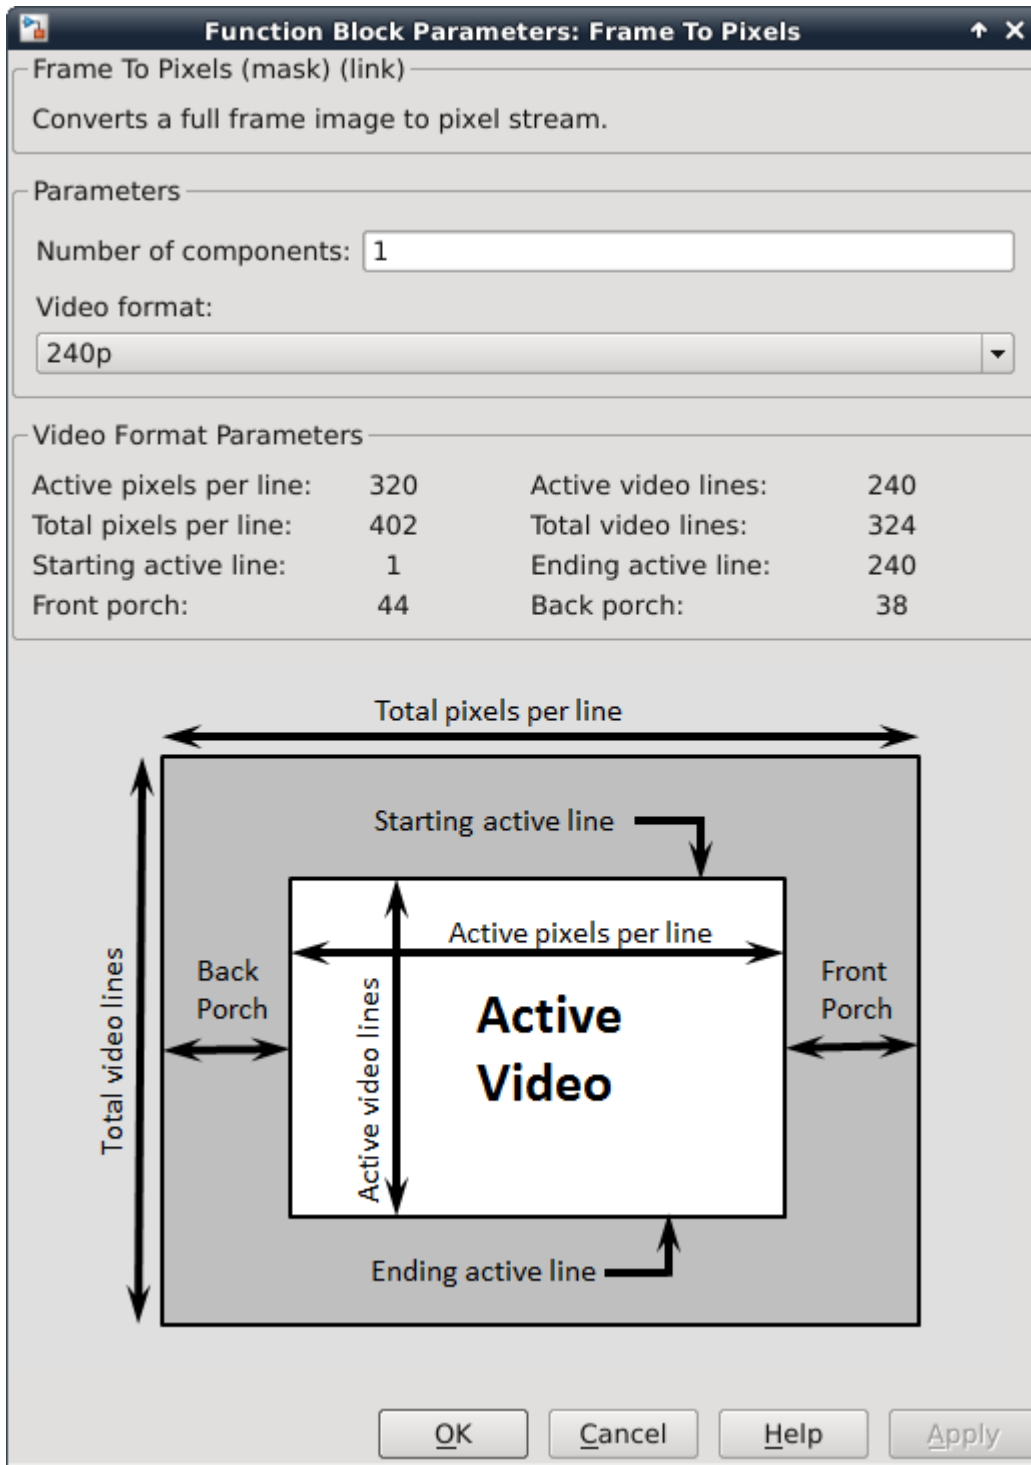 Function Block Parameters: Frame To Pixels
Frame To Pixels (mask) (link)
Converts a full frame image to pixel stream.
Parameters
Number of components: 1
Video format:
240p
Video Format Parameters
Active pixels per line: 320 Active video lines: 240
Total pixels per line: 402 Total video lines: 324
Starting active line: 1 Ending active line: 240
Front porch: 44 Back porch: 38
Total pixels per line
Total video lines
Starting active line
Active pixels per line
Back
Porch
Active video lines
Active
Video
Front
Porch
Ending active line
OK Cancel Help Apply